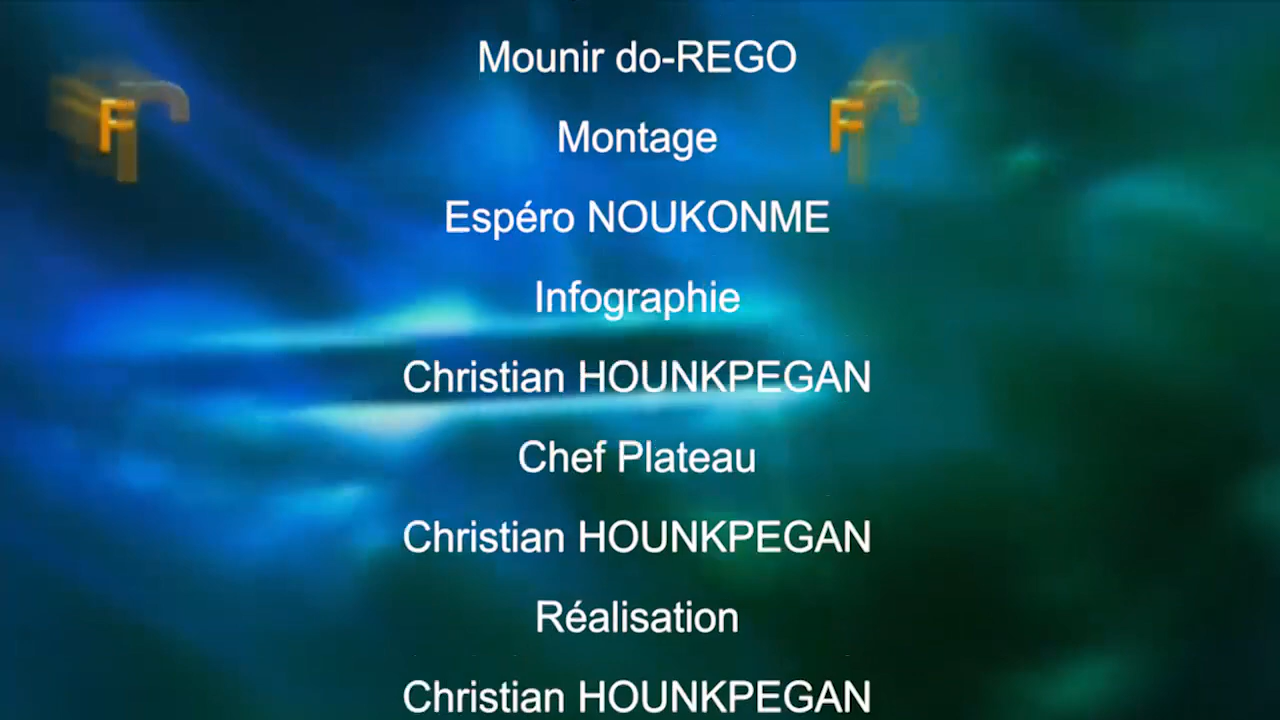 Mounir do-REGO
F
F
Montage
Espéro NOUKONME
Infographie
Christian HOUNKPEGAN
Chef Plateau
Christian HOUNKPEGAN
Réalisation
Christian HOUNKPEGAN